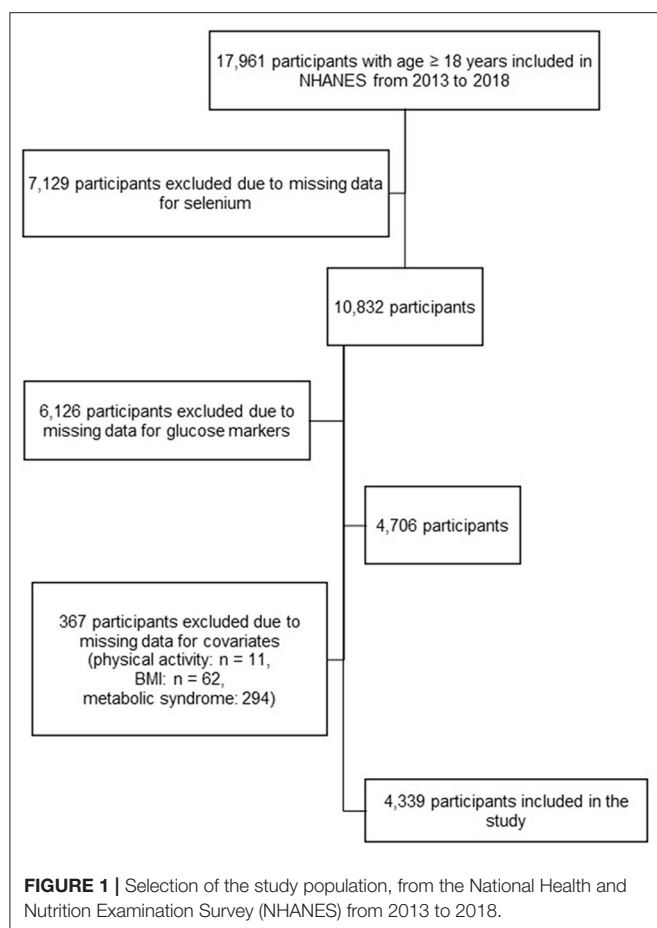 17,961 participants with age ≥ 18 years included in
NHANES from 2013 to 2018
7,129 participants excluded due to missing data
for selenium
10,832 participants
6,126 participants excluded due to
missing data for glucose markers
4,706 participants
367 participants excluded due to
missing data for covariates
(physical activity: n = 11,
BMI: n = 62,
metabolic syndrome: 294)
4,339 participants included in the
study
FIGURE 1 | Selection of the study population, from the National Health and
Nutrition Examination Survey (NHANES) from 2013 to 2018.